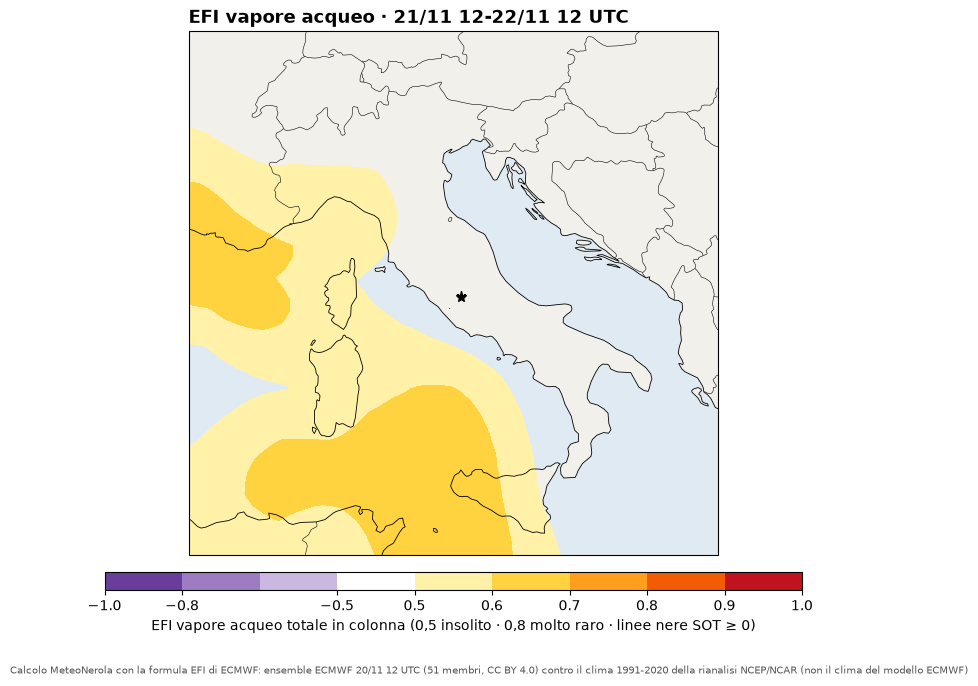 EFI vapore acqueo · 21/11 12-22/11 12 UTC
−1.0 −0.8 −0.5 0.5 0.6 0.7 0.8 0.9 1.0
EFI vapore acqueo totale in colonna (0,5 insolito · 0,8 molto raro · linee nere SOT ≥ 0)
Calcolo MeteoNerola con la formula EFI di ECMWF: ensemble ECMWF 20/11 12 UTC (51 membri, CC BY 4.0) contro il clima 1991-2020 della rianalisi NCEP/NCAR (non il clima del modello ECMWF)